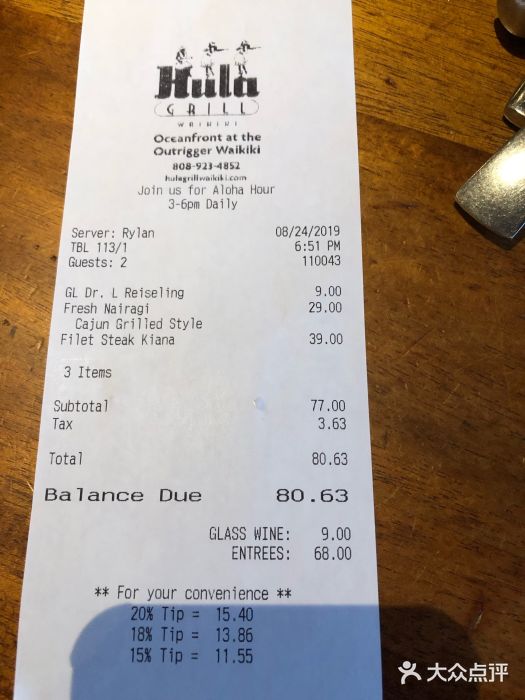 Hula
GRILL
WAIKIKI
Oceanfront at the
Outrigger Waikiki
808-923-4852
hulagrillwaikiki.com
Join us for Aloha Hour
3-6pm Daily
Server: Rylan 08/24/2019
TBL 113/1 6:51 PM
Guests: 2 110043
GL Dr. L Reiseling 9.00
Fresh Nairagi 29.00
Cajun Grilled Style
Filet Steak Kiana 39.00
3 Items
Subtotal 77.00
Tax 3.63
Total 80.63
Balance Due 80.63
GLASS WINE: 9.00
ENTREES: 68.00
** For your convenience **
20% Tip = 15.40
18% Tip = 13.86
15% Tip = 11.55
大众点评